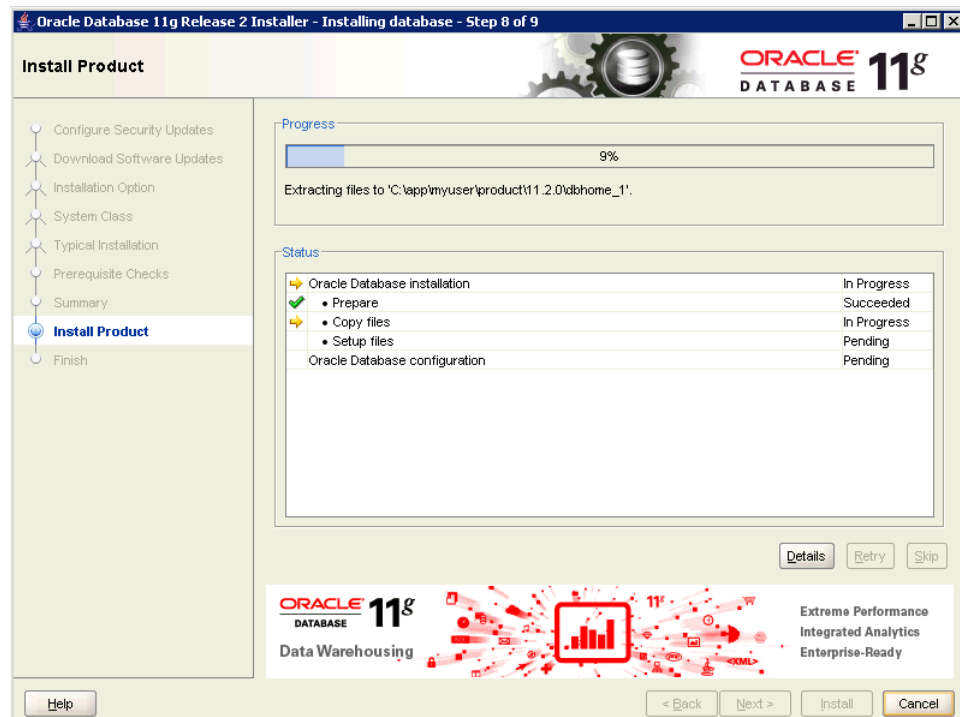 Oracle Database 11g Release 2 Installer - Installing database - Step 8 of 9
Install Product
ORACLE DATABASE 11g
Configure Security Updates
Download Software Updates
Installation Option
System Class
Typical Installation
Prerequisite Checks
Summary
Install Product
Finish
Progress
9%
Extracting files to 'C:\app\myuser\product\11.2.0\dbhome_1'.
Status
Oracle Database installation In Progress
• Prepare Succeeded
• Copy files In Progress
• Setup files Pending
Oracle Database configuration Pending
Details Retry Skip
ORACLE DATABASE 11g
Data Warehousing
11g
<XML>
Extreme Performance
Integrated Analytics
Enterprise-Ready
Help < Back Next > Install Cancel